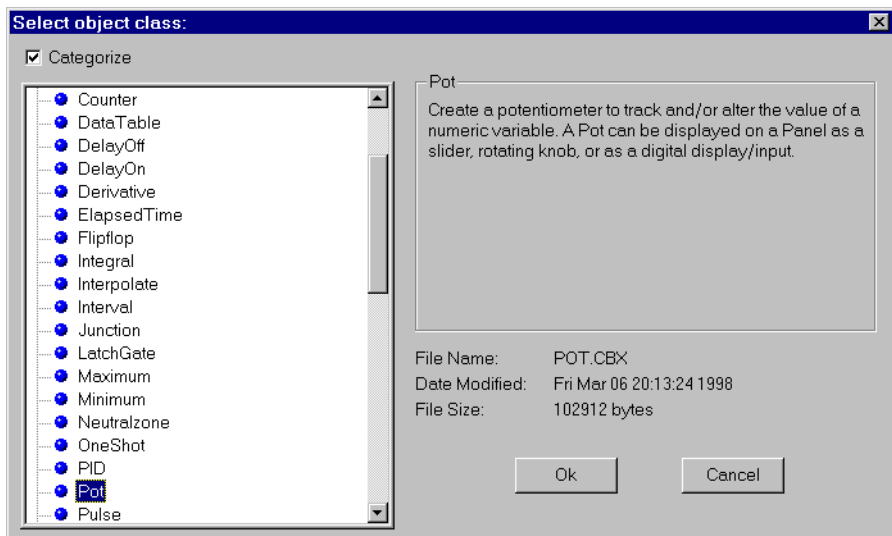 Select object class:
Categorize
Counter
DataTable
DelayOff
DelayOn
Derivative
ElapsedTime
Flipflop
Integral
Interpolate
Interval
Junction
LatchGate
Maximum
Minimum
Neutralzone
OneShot
PID
Pot
Pulse
Pot
Create a potentiometer to track and/or alter the value of a
numeric variable. A Pot can be displayed on a Panel as a
slider, rotating knob, or as a digital display/input.
File Name: POT.CBX
Date Modified: Fri Mar 06 20:13:24 1998
File Size: 102912 bytes
Ok Cancel